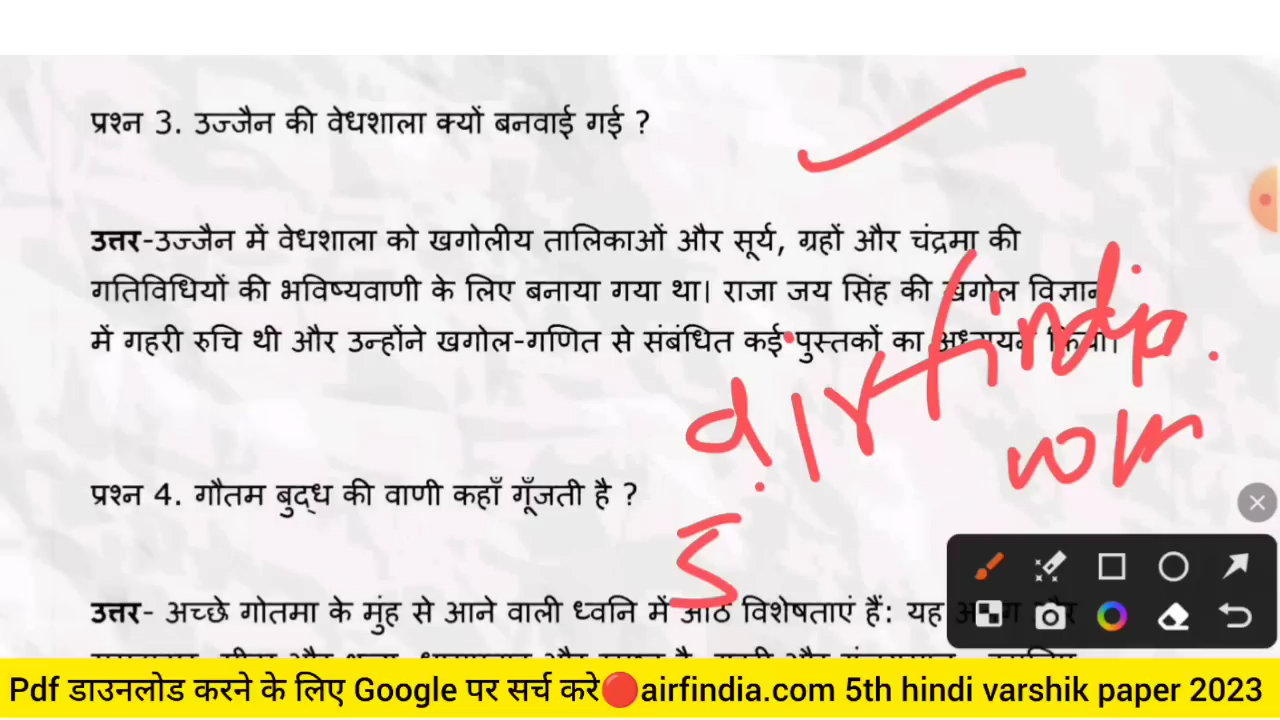 प्रश्न 3. उज्जैन की वेधशाला क्यों बनवाई गई ?
उत्तर-उज्जैन में वेधशाला को खगोलीय तालिकाओं और सूर्य, ग्रहों और चंद्रमा की
गतिविधियों की भविष्यवाणी के लिए बनाया गया था। राजा जय सिंह की खगोल विज्ञान
में गहरी रुचि थी और उन्होंने खगोल-गणित से संबंधित कई पुस्तकों का अध्ययन किया।
airfindia.
com
प्रश्न 4. गौतम बुद्ध की वाणी कहाँ गूँजती है ?
5
उत्तर- अच्छे गोतमा के मुंह से आने वाली ध्वनि में आठ विशेषताएं हैं: यह
Pdf डाउनलोड करने के लिए Google पर सर्च करे🔴airfindia.com 5th hindi varshik paper 2023